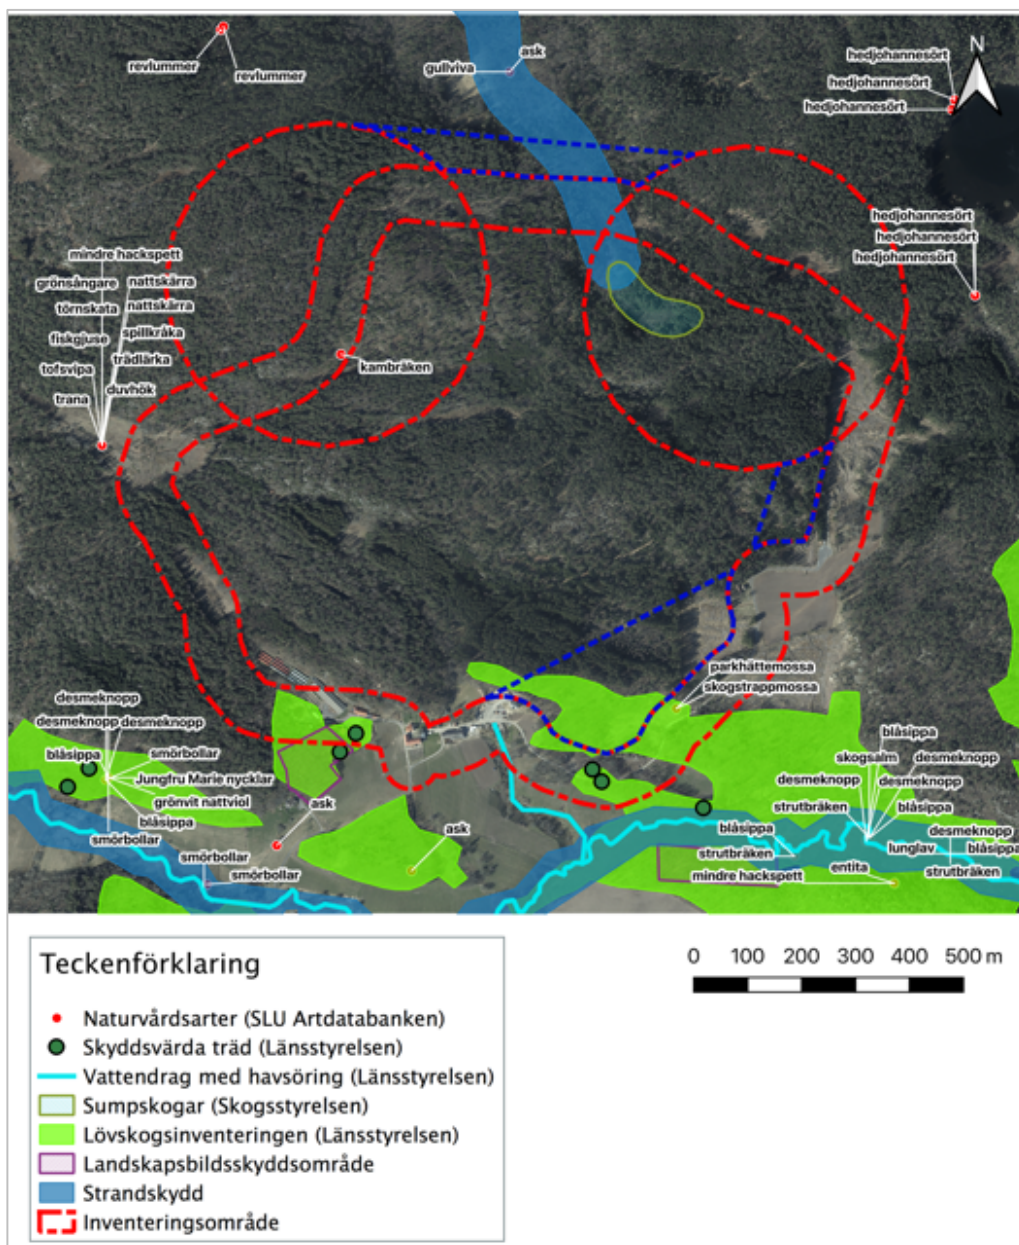 ask
gullviva
revlummer
revlummer
N
hedjohannesört
hedjohannesört
hedjohannesört
hedjohannesört
hedjohannesört
hedjohannesört
mindre hackspett
grönsångare
nattskärra
törnskata
nattskärra
fiskgjuse
spillkråka
tofsvipa
trädlärka
trana
duvhök
kambräken
parkhättemossa
skogstrappmossa
desmeknopp
desmeknopp
desmeknopp
blåsippa
smörbollar
Jungfru Marie nycklar
grönvit nattviol
blåsippa
smörbollar
ask
smörbollar
smörbollar
ask
blåsippa
skogsalm
desmeknopp
desmeknopp
desmeknopp
strutbräken
blåsippa
blåsippa
desmeknopp
strutbräken
lunglav
blåsippa
mindre hackspett
entita
strutbräken
Teckenförklaring
Naturvårdsarter (SLU Artdatabanken)
Skyddsvärda träd (Länsstyrelsen)
Vattendrag med havsöring (Länsstyrelsen)
Sumpskogar (Skogsstyrelsen)
Lövskogsinventeringen (Länsstyrelsen)
Landskapsbildsskyddsområde
Strandskydd
Inventeringsområde
0 100 200 300 400 500 m